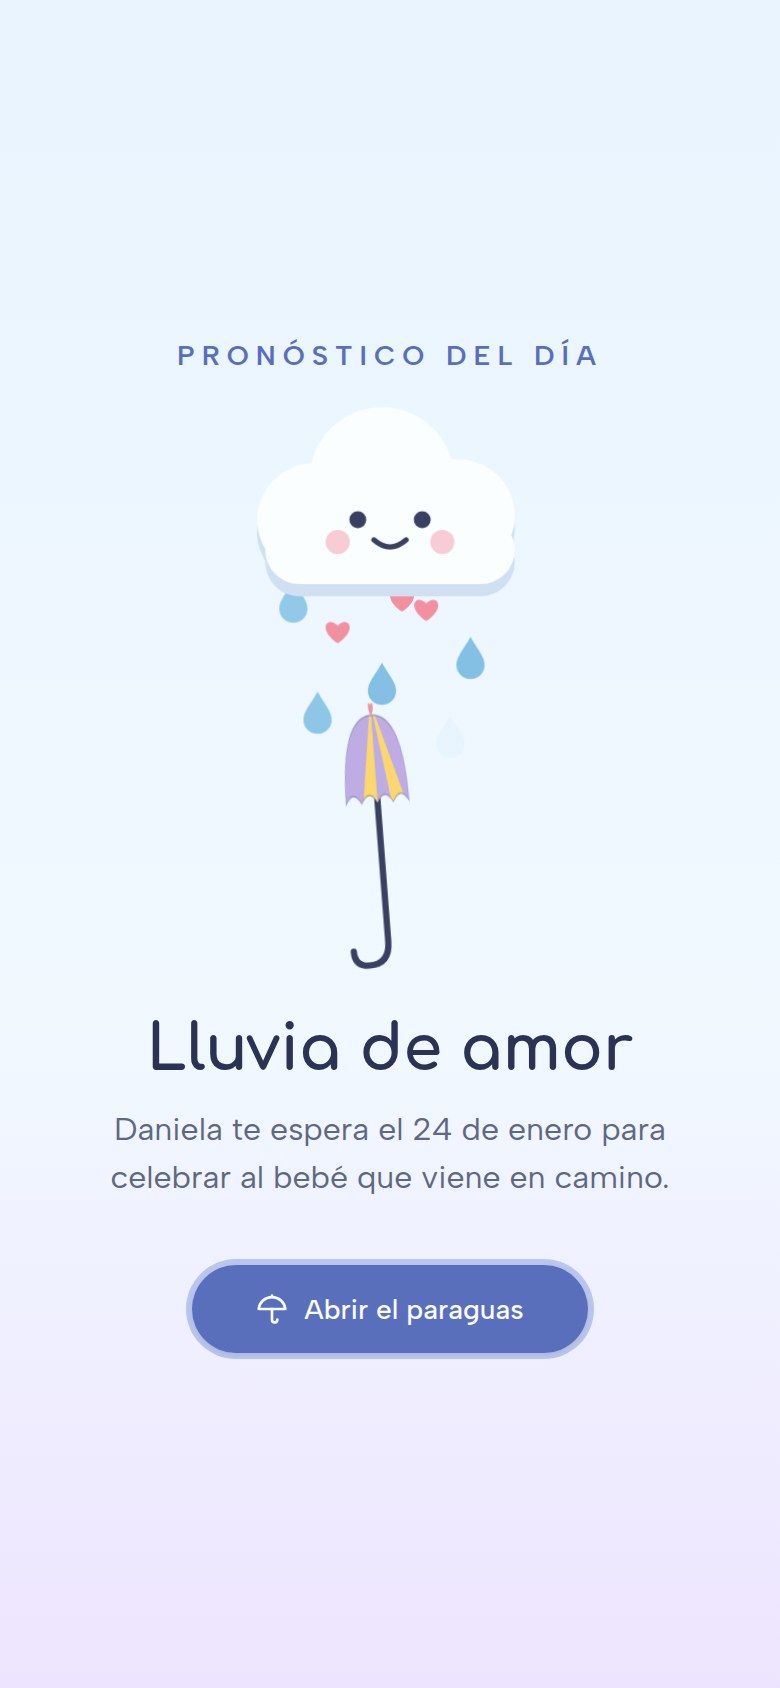 PRONÓSTICO DEL DÍA
Lluvia de amor
Daniela te espera el 24 de enero para
celebrar al bebé que viene en camino.
Abrir el paraguas